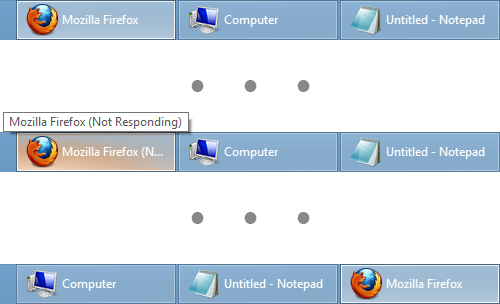 Mozilla Firefox Computer Untitled - Notepad
Mozilla Firefox (Not Responding)
Mozilla Firefox (N... Computer Untitled - Notepad
Computer Untitled - Notepad Mozilla Firefox